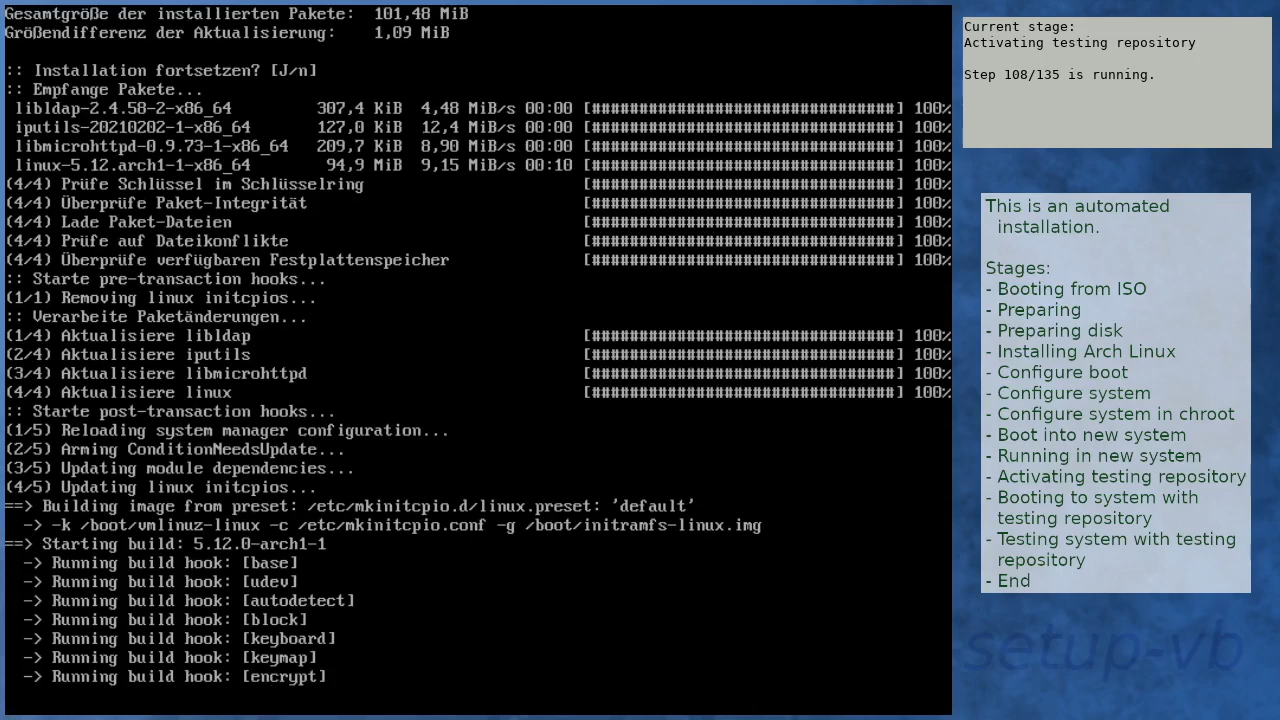 Gesamtgröße der installierten Pakete:  101,48 MiB
Größendifferenz der Aktualisierung:    1,09 MiB
:: Installation fortsetzen? [J/n]
:: Empfange Pakete...
libldap-2.4.58-2-x86_64         307,4 KiB  4,48 MiB/s 00:00 [################################] 100%
iputils-20210202-1-x86_64       127,0 KiB  12,4 MiB/s 00:00 [################################] 100%
libmicrohttpd-0.9.73-1-x86_64   209,7 KiB  8,90 MiB/s 00:00 [################################] 100%
linux-5.12.arch1-1-x86_64        94,9 MiB  9,15 MiB/s 00:10 [################################] 100%
(4/4) Prüfe Schlüssel im Schlüsselring                       [################################] 100%
(4/4) Überprüfe Paket-Integrität                             [################################] 100%
(4/4) Lade Paket-Dateien                                     [################################] 100%
(4/4) Prüfe auf Dateikonflikte                               [################################] 100%
(4/4) Überprüfe verfügbaren Festplattenspeicher              [################################] 100%
:: Starte pre-transaction hooks...
(1/1) Removing linux initcpios...
:: Verarbeite Paketänderungen...
(1/4) Aktualisiere libldap                                   [################################] 100%
(2/4) Aktualisiere iputils                                   [################################] 100%
(3/4) Aktualisiere libmicrohttpd                             [################################] 100%
(4/4) Aktualisiere linux                                     [################################] 100%
:: Starte post-transaction hooks...
(1/5) Reloading system manager configuration...
(2/5) Arming ConditionNeedsUpdate...
(3/5) Updating module dependencies...
(4/5) Updating linux initcpios...
==> Building image from preset: /etc/mkinitcpio.d/linux.preset: 'default'
-> -k /boot/vmlinuz-linux -c /etc/mkinitcpio.conf -g /boot/initramfs-linux.img
==> Starting build: 5.12.0-arch1-1
-> Running build hook: [base]
-> Running build hook: [udev]
-> Running build hook: [autodetect]
-> Running build hook: [block]
-> Running build hook: [keyboard]
-> Running build hook: [keymap]
-> Running build hook: [encrypt]
Current stage:
Activating testing repository
Step 108/135 is running.
This is an automated
installation.
Stages:
- Booting from ISO
- Preparing
- Preparing disk
- Installing Arch Linux
- Configure boot
- Configure system
- Configure system in chroot
- Boot into new system
- Running in new system
- Activating testing repository
- Booting to system with
testing repository
- Testing system with testing
repository
- End
setup-vb